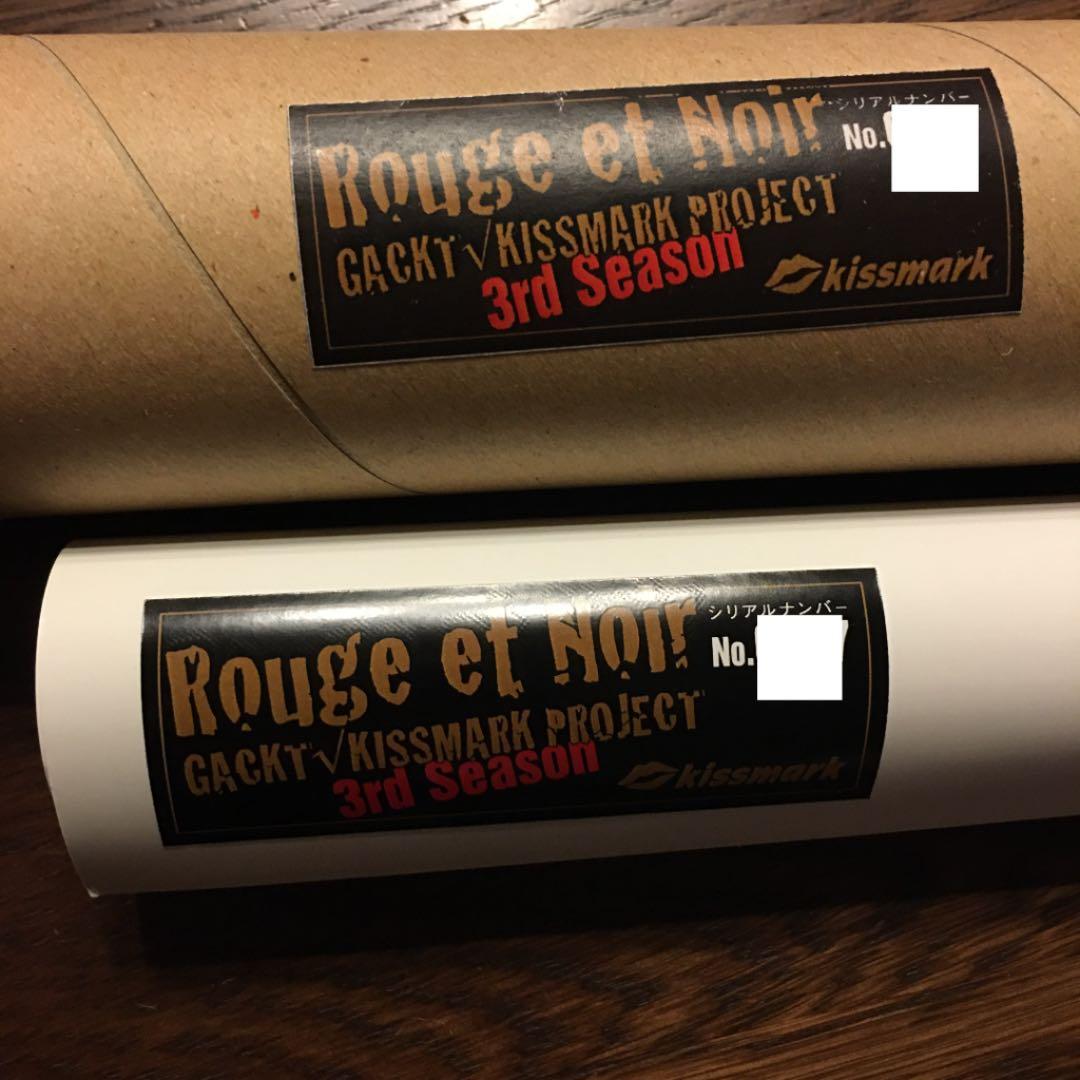 Rouge et Noir
シリアルナンバー
No.
GACKT√KISSMARK PROJECT
3rd Season
kissmark
Rouge et Noir
シリアルナンバー
No.
GACKT√KISSMARK PROJECT
3rd Season
kissmark